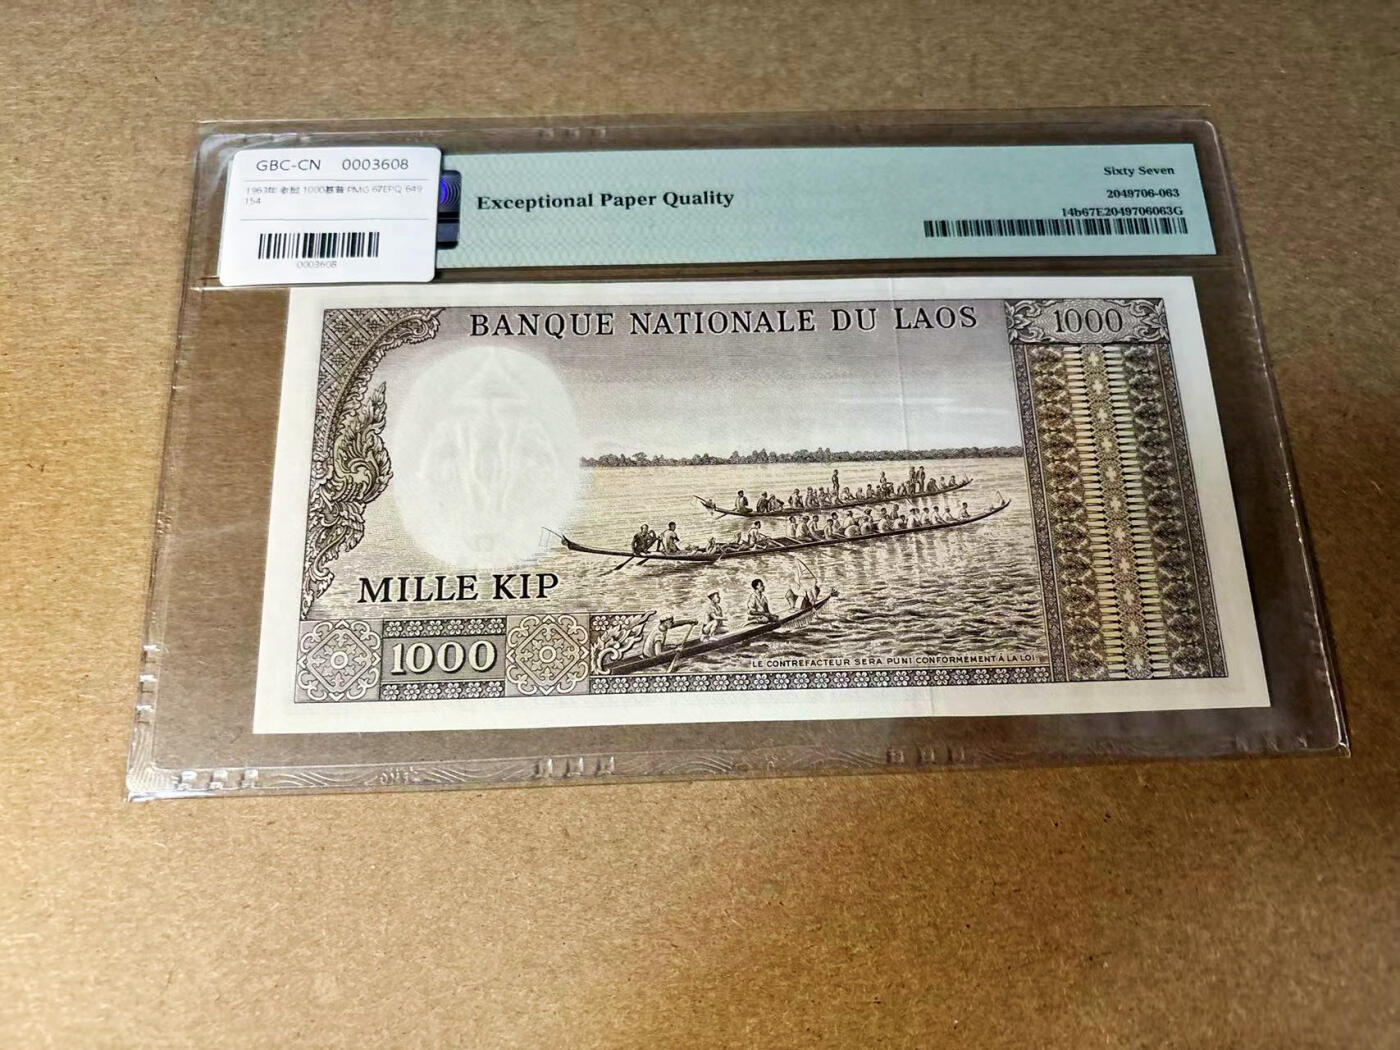 GBC-CN 0003608
1963年 老挝 1000基普 PMG 67EPQ 649
154
0003608
Exceptional Paper Quality
Sixty Seven
2049706-063
14b67E2049706063G
BANQUE NATIONALE DU LAOS
1000
MILLE KIP
1000
LE CONTREFACTEUR SERA PUNI CONFORMÉMENT À LA LOI